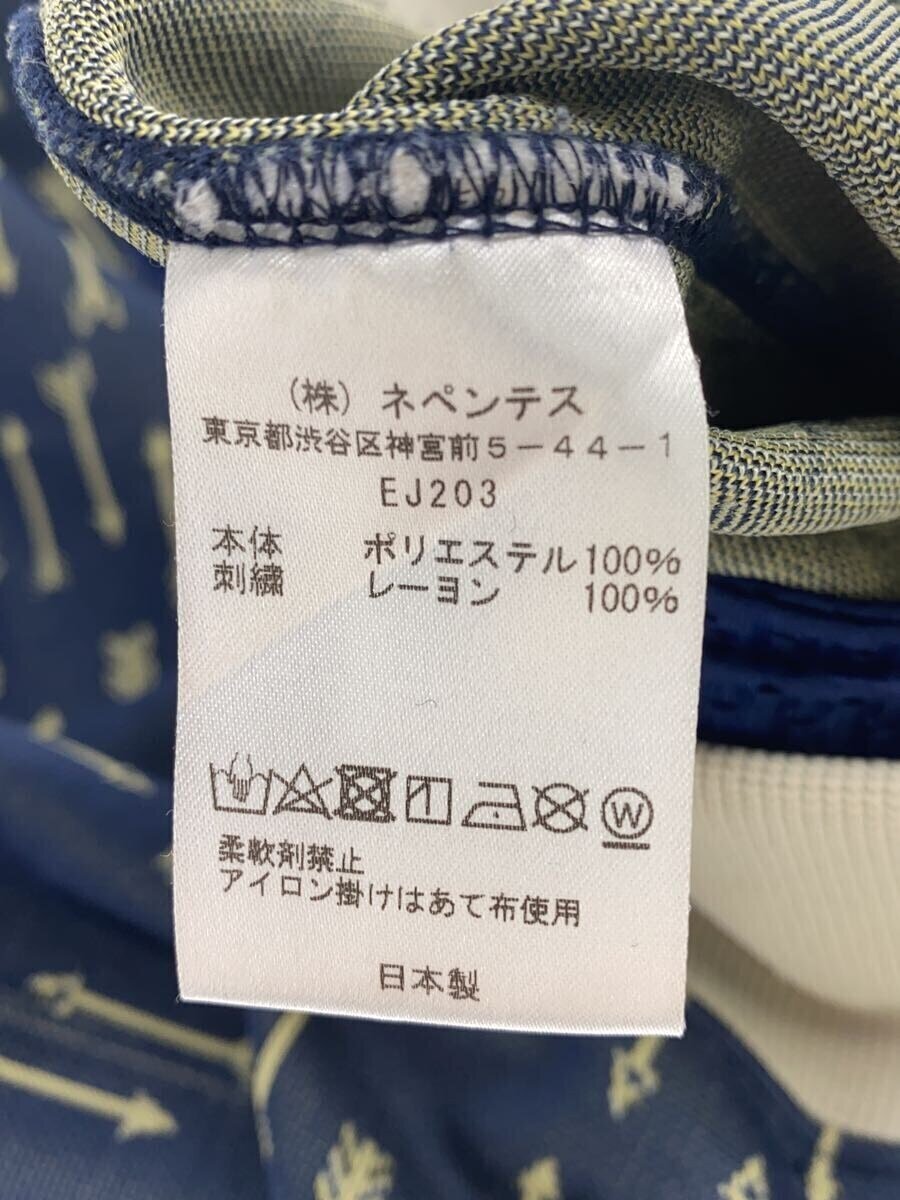 （株）ネペンテス
東京都渋谷区神宮前５－４４－１
EJ203
本体 ポリエステル100%
刺繍 レーヨン 100%
W
柔軟剤禁止
アイロン掛けはあて布使用
日本製